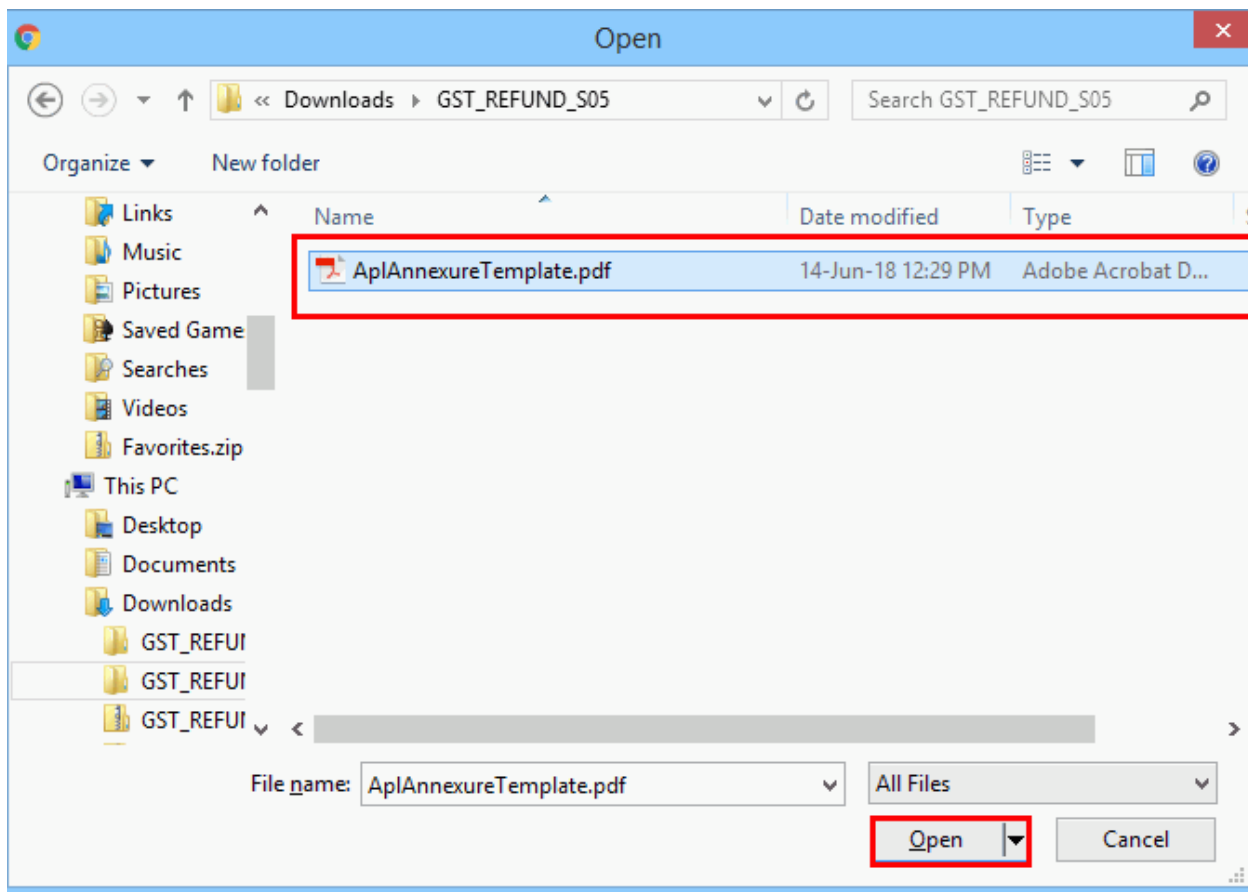 Open
« Downloads GST_REFUND_S05 Search GST_REFUND_S05
Organize New folder
Name Date modified Type
AplAnnexureTemplate.pdf 14-Jun-18 12:29 PM Adobe Acrobat D...
Links
Music
Pictures
Saved Game
Searches
Videos
Favorites.zip
This PC
Desktop
Documents
Downloads
GST_REFUI
GST_REFUI
GST_REFUI
File name: AplAnnexureTemplate.pdf All Files
Open Cancel